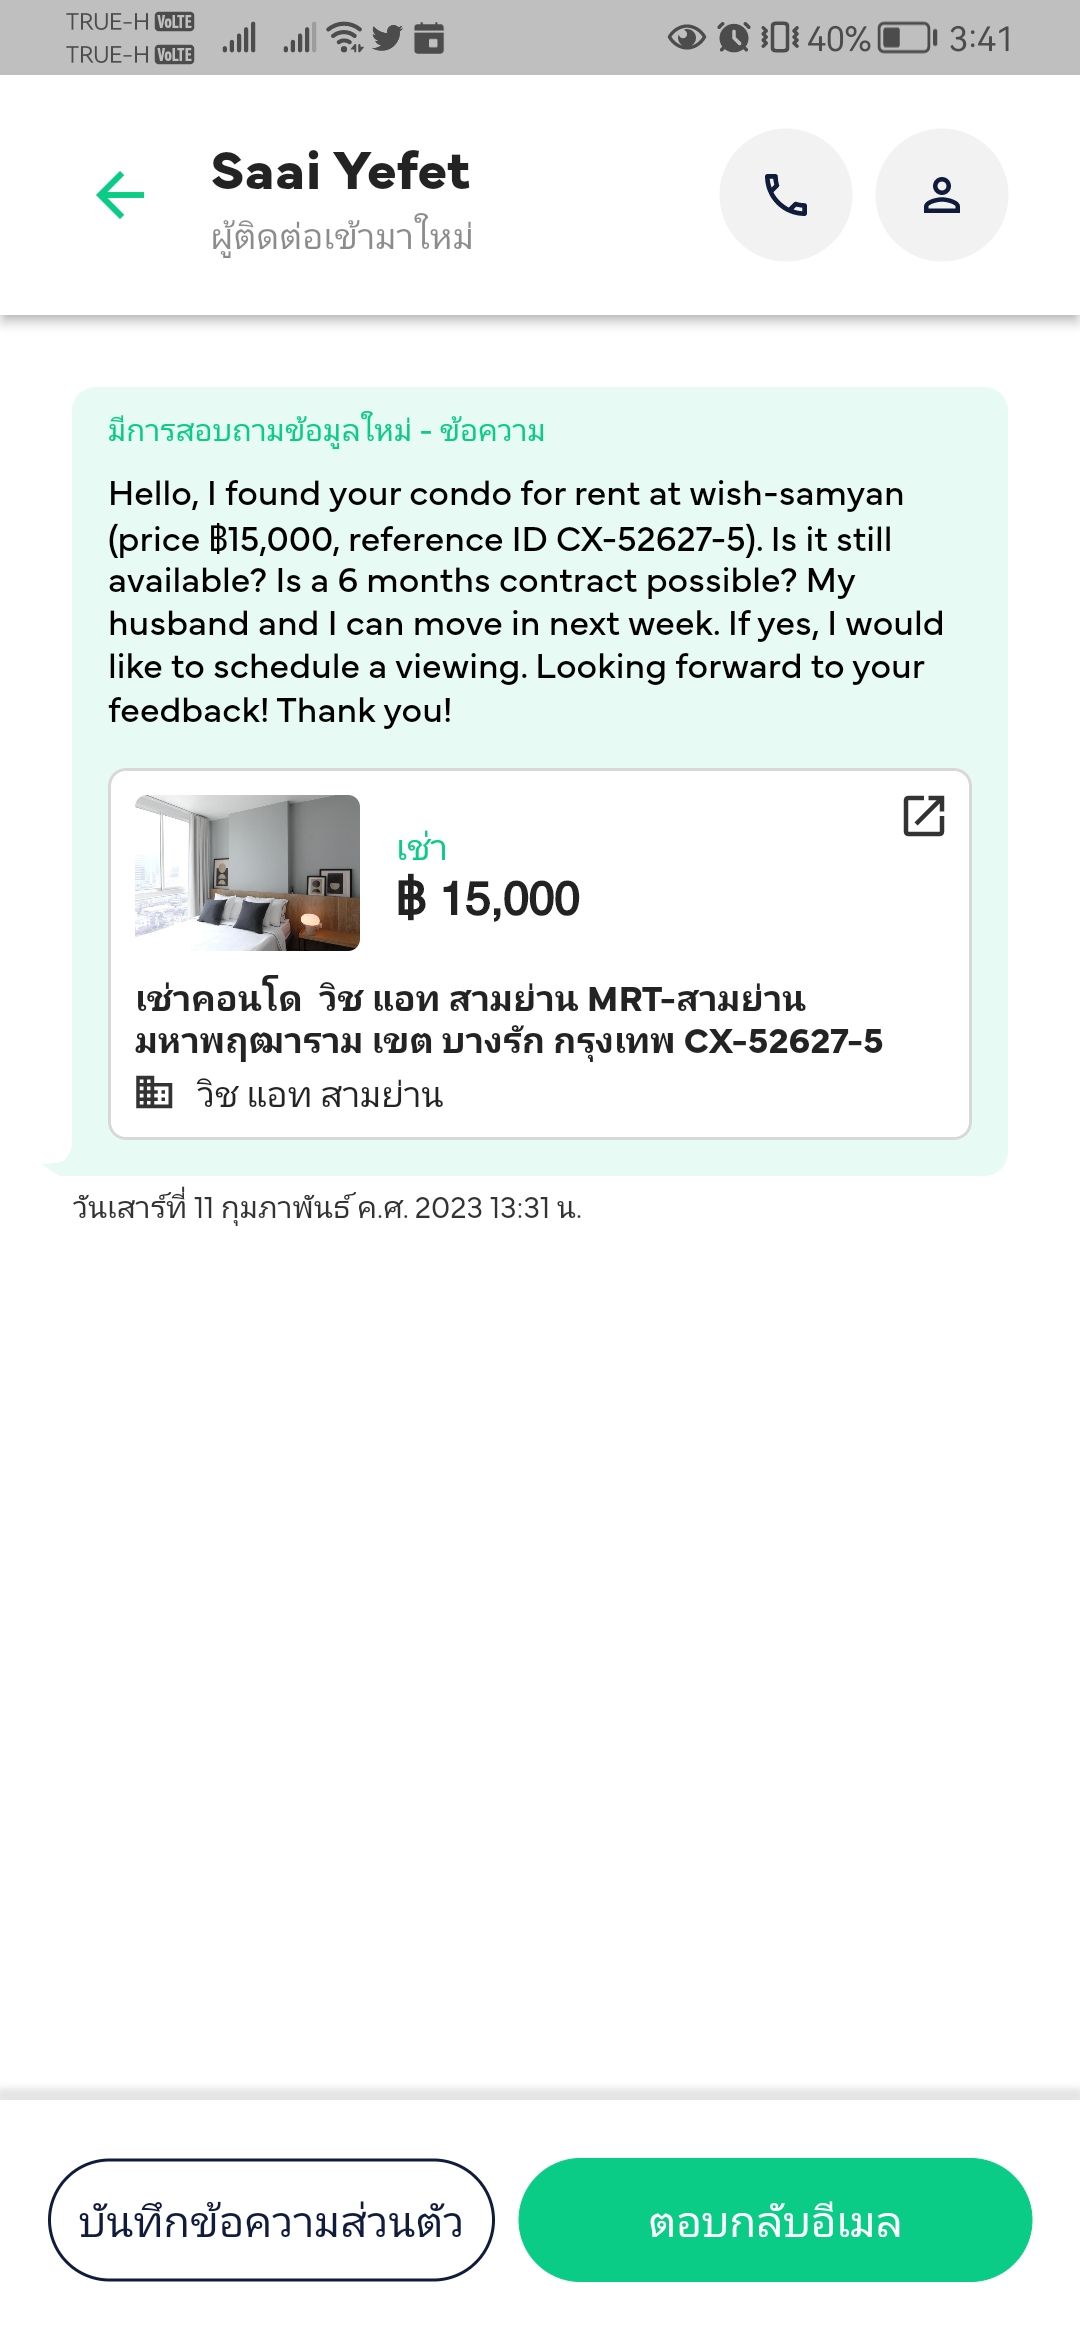 TRUE-H VoLTE
TRUE-H VoLTE
40% 3:41
Saai Yefet
ผู้ติดต่อเข้ามาใหม่
มีการสอบถามข้อมูลใหม่ - ข้อความ
Hello, I found your condo for rent at wish-samyan
(price ฿15,000, reference ID CX-52627-5). Is it still
available? Is a 6 months contract possible? My
husband and I can move in next week. If yes, I would
like to schedule a viewing. Looking forward to your
feedback! Thank you!
เช่า
฿ 15,000
เช่าคอนโด  วิช แอท สามย่าน MRT-สามย่าน
มหาพฤฒาราม เขต บางรัก กรุงเทพ CX-52627-5
วิช แอท สามย่าน
วันเสาร์ที่ 11 กุมภาพันธ์ ค.ศ. 2023 13:31 น.
บันทึกข้อความส่วนตัว
ตอบกลับอีเมล